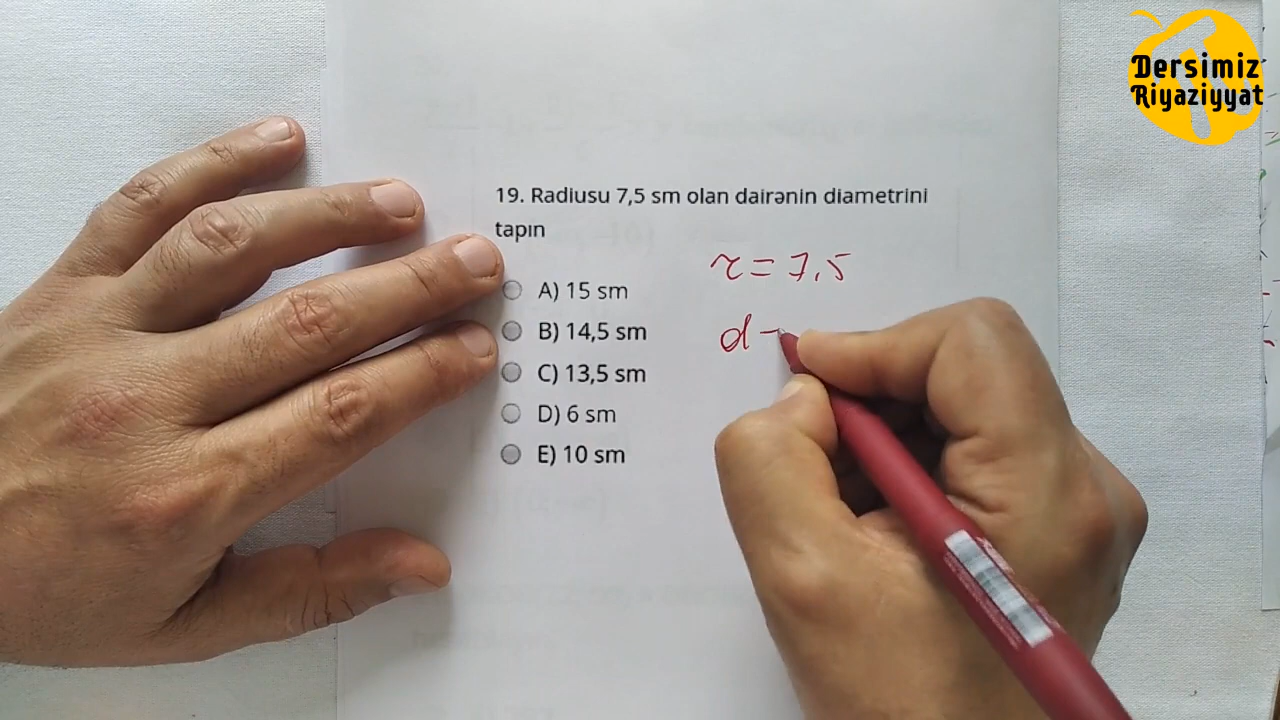 Dersimiz
Riyaziyyat
19. Radiusu 7,5 sm olan dairənin diametrini
tapın
r = 7,5
A) 15 sm
B) 14,5 sm
d
C) 13,5 sm
D) 6 sm
E) 10 sm